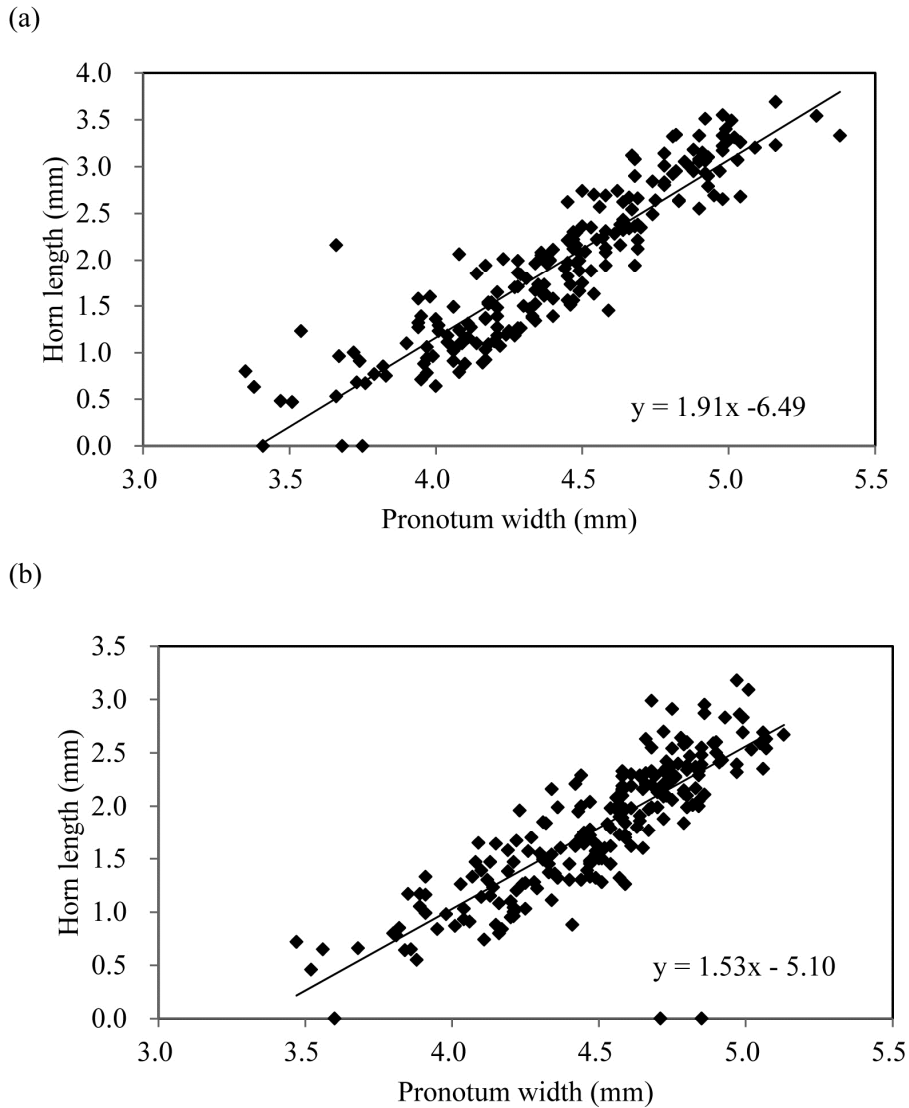 (a)
4.0
3.5
3.0
2.5
2.0
1.5
1.0
0.5
0.0
Horn length (mm)
y = 1.91x -6.49
3.0 3.5 4.0 4.5 5.0 5.5
Pronotum width (mm)
(b)
3.5
3.0
2.5
2.0
1.5
1.0
0.5
0.0
Horn length (mm)
y = 1.53x - 5.10
3.0 3.5 4.0 4.5 5.0 5.5
Pronotum width (mm)